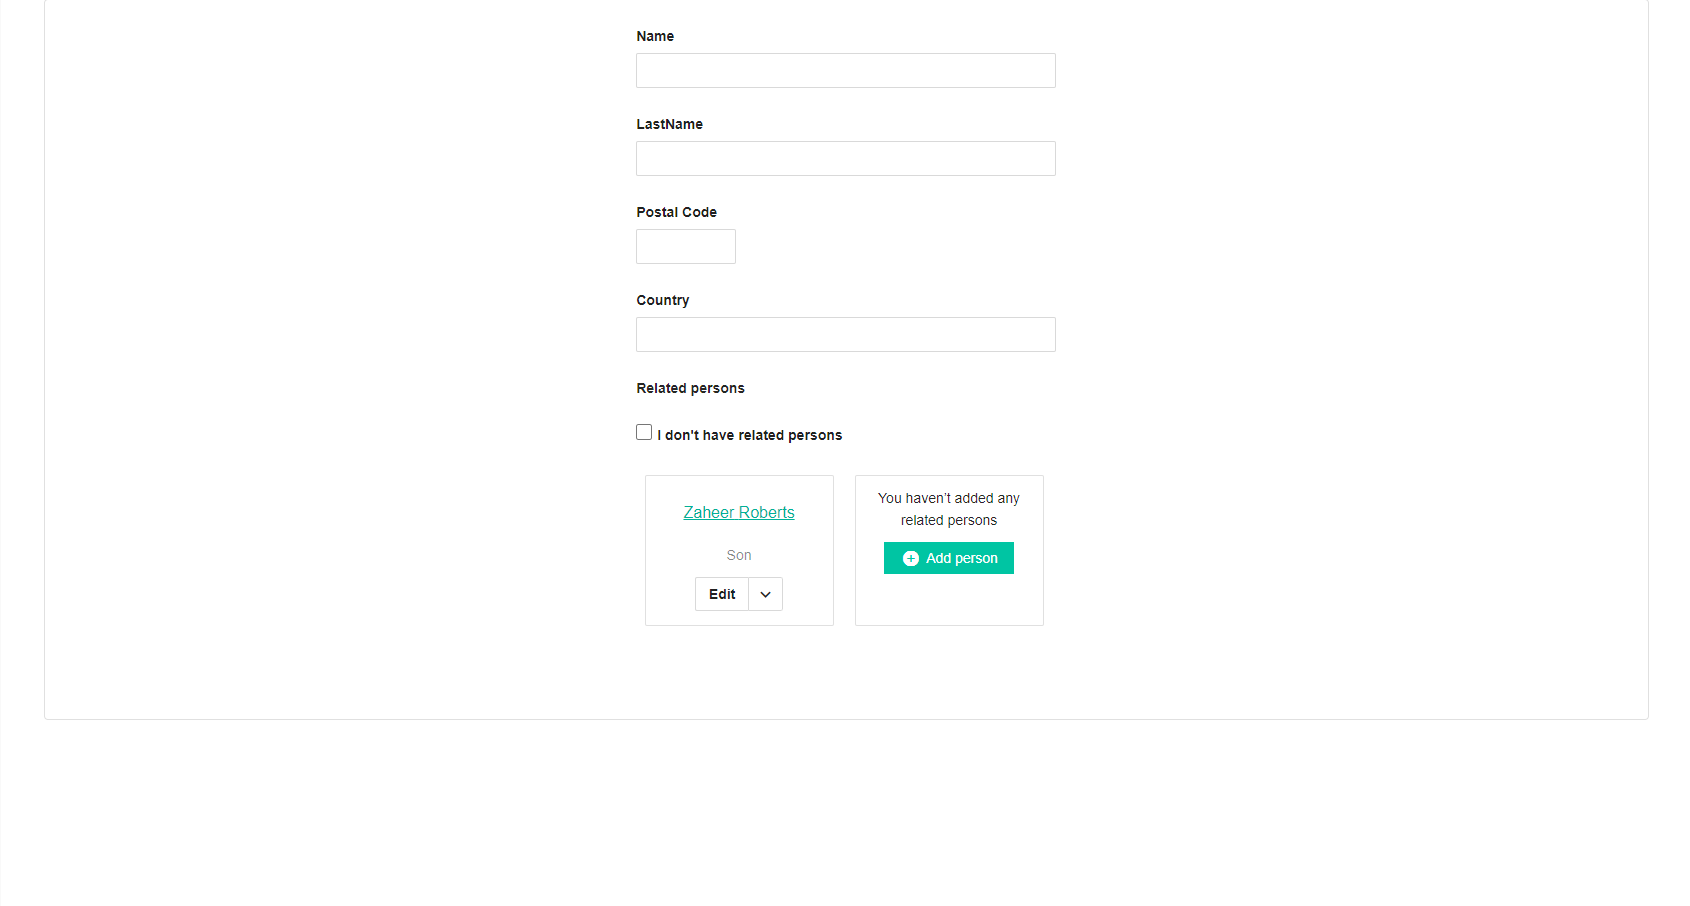 Name
LastName
Postal Code
Country
Related persons
I don't have related persons
Zaheer Roberts
Son
Edit
You haven’t added any
related persons
Add person